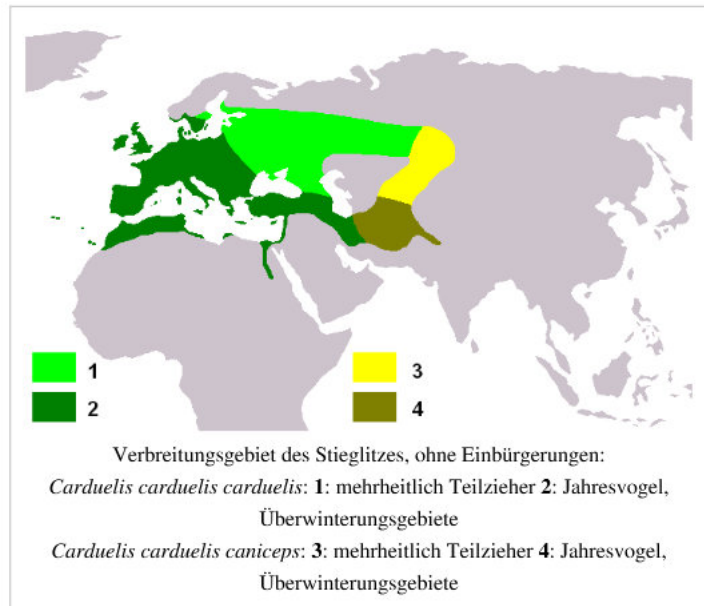 1
3
2
4
Verbreitungsgebiet des Stieglitzes, ohne Einbürgerungen:
Carduelis carduelis carduelis: 1: mehrheitlich Teilzieher 2: Jahresvogel,
Überwinterungsgebiete
Carduelis carduelis caniceps: 3: mehrheitlich Teilzieher 4: Jahresvogel,
Überwinterungsgebiete